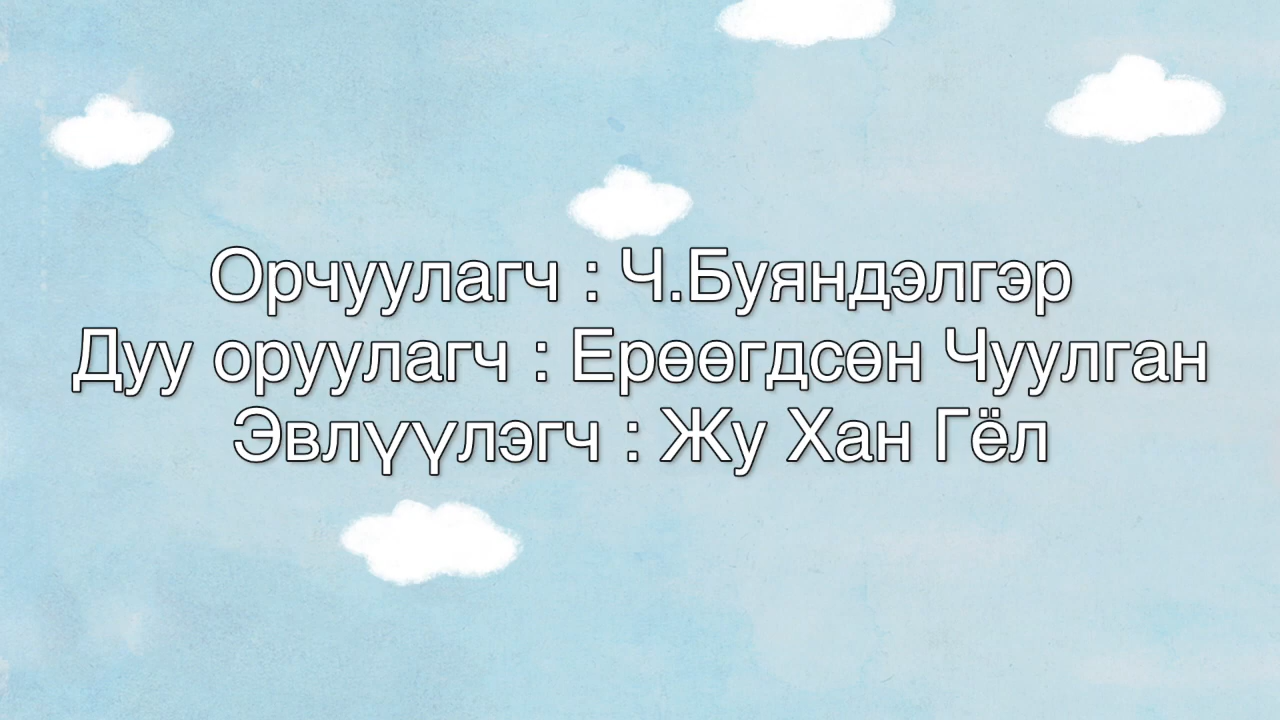 Орчуулагч : Ч.Буяндэлгэр
Дуу оруулагч : Ерөөгдсөн Чуулган
Эвлүүлэгч : Жу Хан Гёл